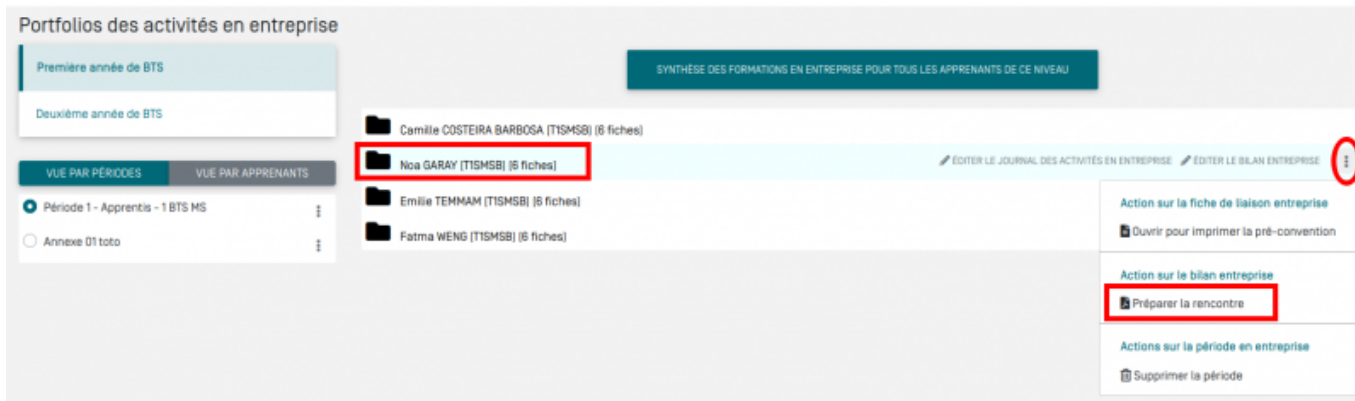 Portfolios des activités en entreprise
Première année de BTS
Deuxième année de BTS
VUE PAR PÉRIODES
VUE PAR APPRENANTS
Période 1 - Apprentis - 1 BTS MS
Annexe 01 toto
SYNTHÈSE DES FORMATIONS EN ENTREPRISE POUR TOUS LES APPRENANTS DE CE NIVEAU
Camille COSTEIRA BARBOSA (T1SMSB) (6 fiches)
Noa GARAY (T1SMSB) (6 fiches)
ÉDITER LE JOURNAL DES ACTIVITÉS EN ENTREPRISE
ÉDITER LE BILAN ENTREPRISE
Emilie TEMMAM (T1SMSB) (6 fiches)
Fatma WENG (T1SMSB) (6 fiches)
Action sur la fiche de liaison entreprise
Ouvrir pour imprimer la pré-convention
Action sur le bilan entreprise
Préparer la rencontre
Actions sur la période en entreprise
Supprimer la période